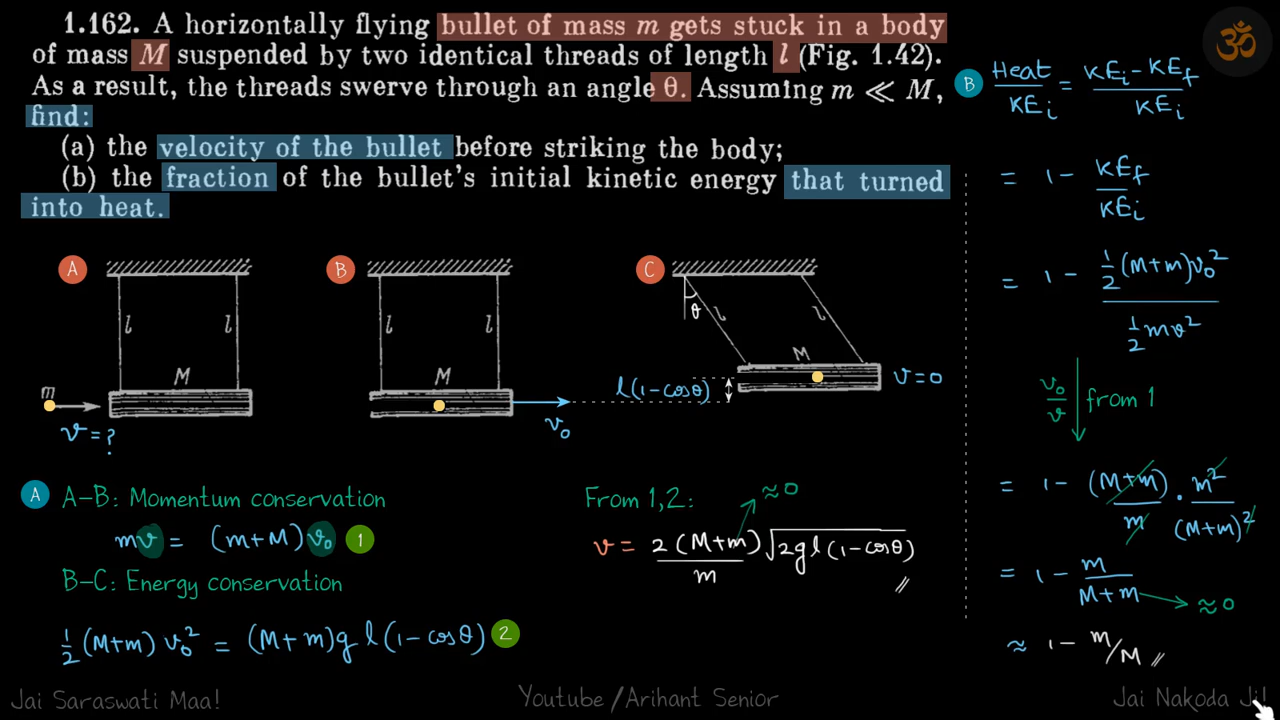 1.162. A horizontally flying bullet of mass m gets stuck in a body
of mass M suspended by two identical threads of length l (Fig. 1.42).
As a result, the threads swerve through an angle θ. Assuming m ≪ M,
find:
(a) the velocity of the bullet before striking the body;
(b) the fraction of the bullet's initial kinetic energy that turned
into heat.
ॐ
A
l
l
M
m
v = ?
B
l
l
M
v₀
C
θ
l
l
M
l(1-cosθ)
v=0
A
A-B: Momentum conservation
mv = (m+M)v₀ 1
B-C: Energy conservation
1/2 (M+m) v₀² = (M+m)g l(1-cosθ) 2
From 1,2:
≈0
v = 2(M+m)/m √2gl(1-cosθ) //
B
Heat/KEi = KEi-KEf/KEi
= 1 - KEf/KEi
= 1 - 1/2(M+m)v₀² / 1/2mv²
v₀/v from 1
= 1 - (M+m)/m . m²/(M+m)²
= 1 - m/M+m
≈0
≈ 1 - m/M //
Jai Saraswati Maa!
Youtube /Arihant Senior
Jai Nakoda Ji!